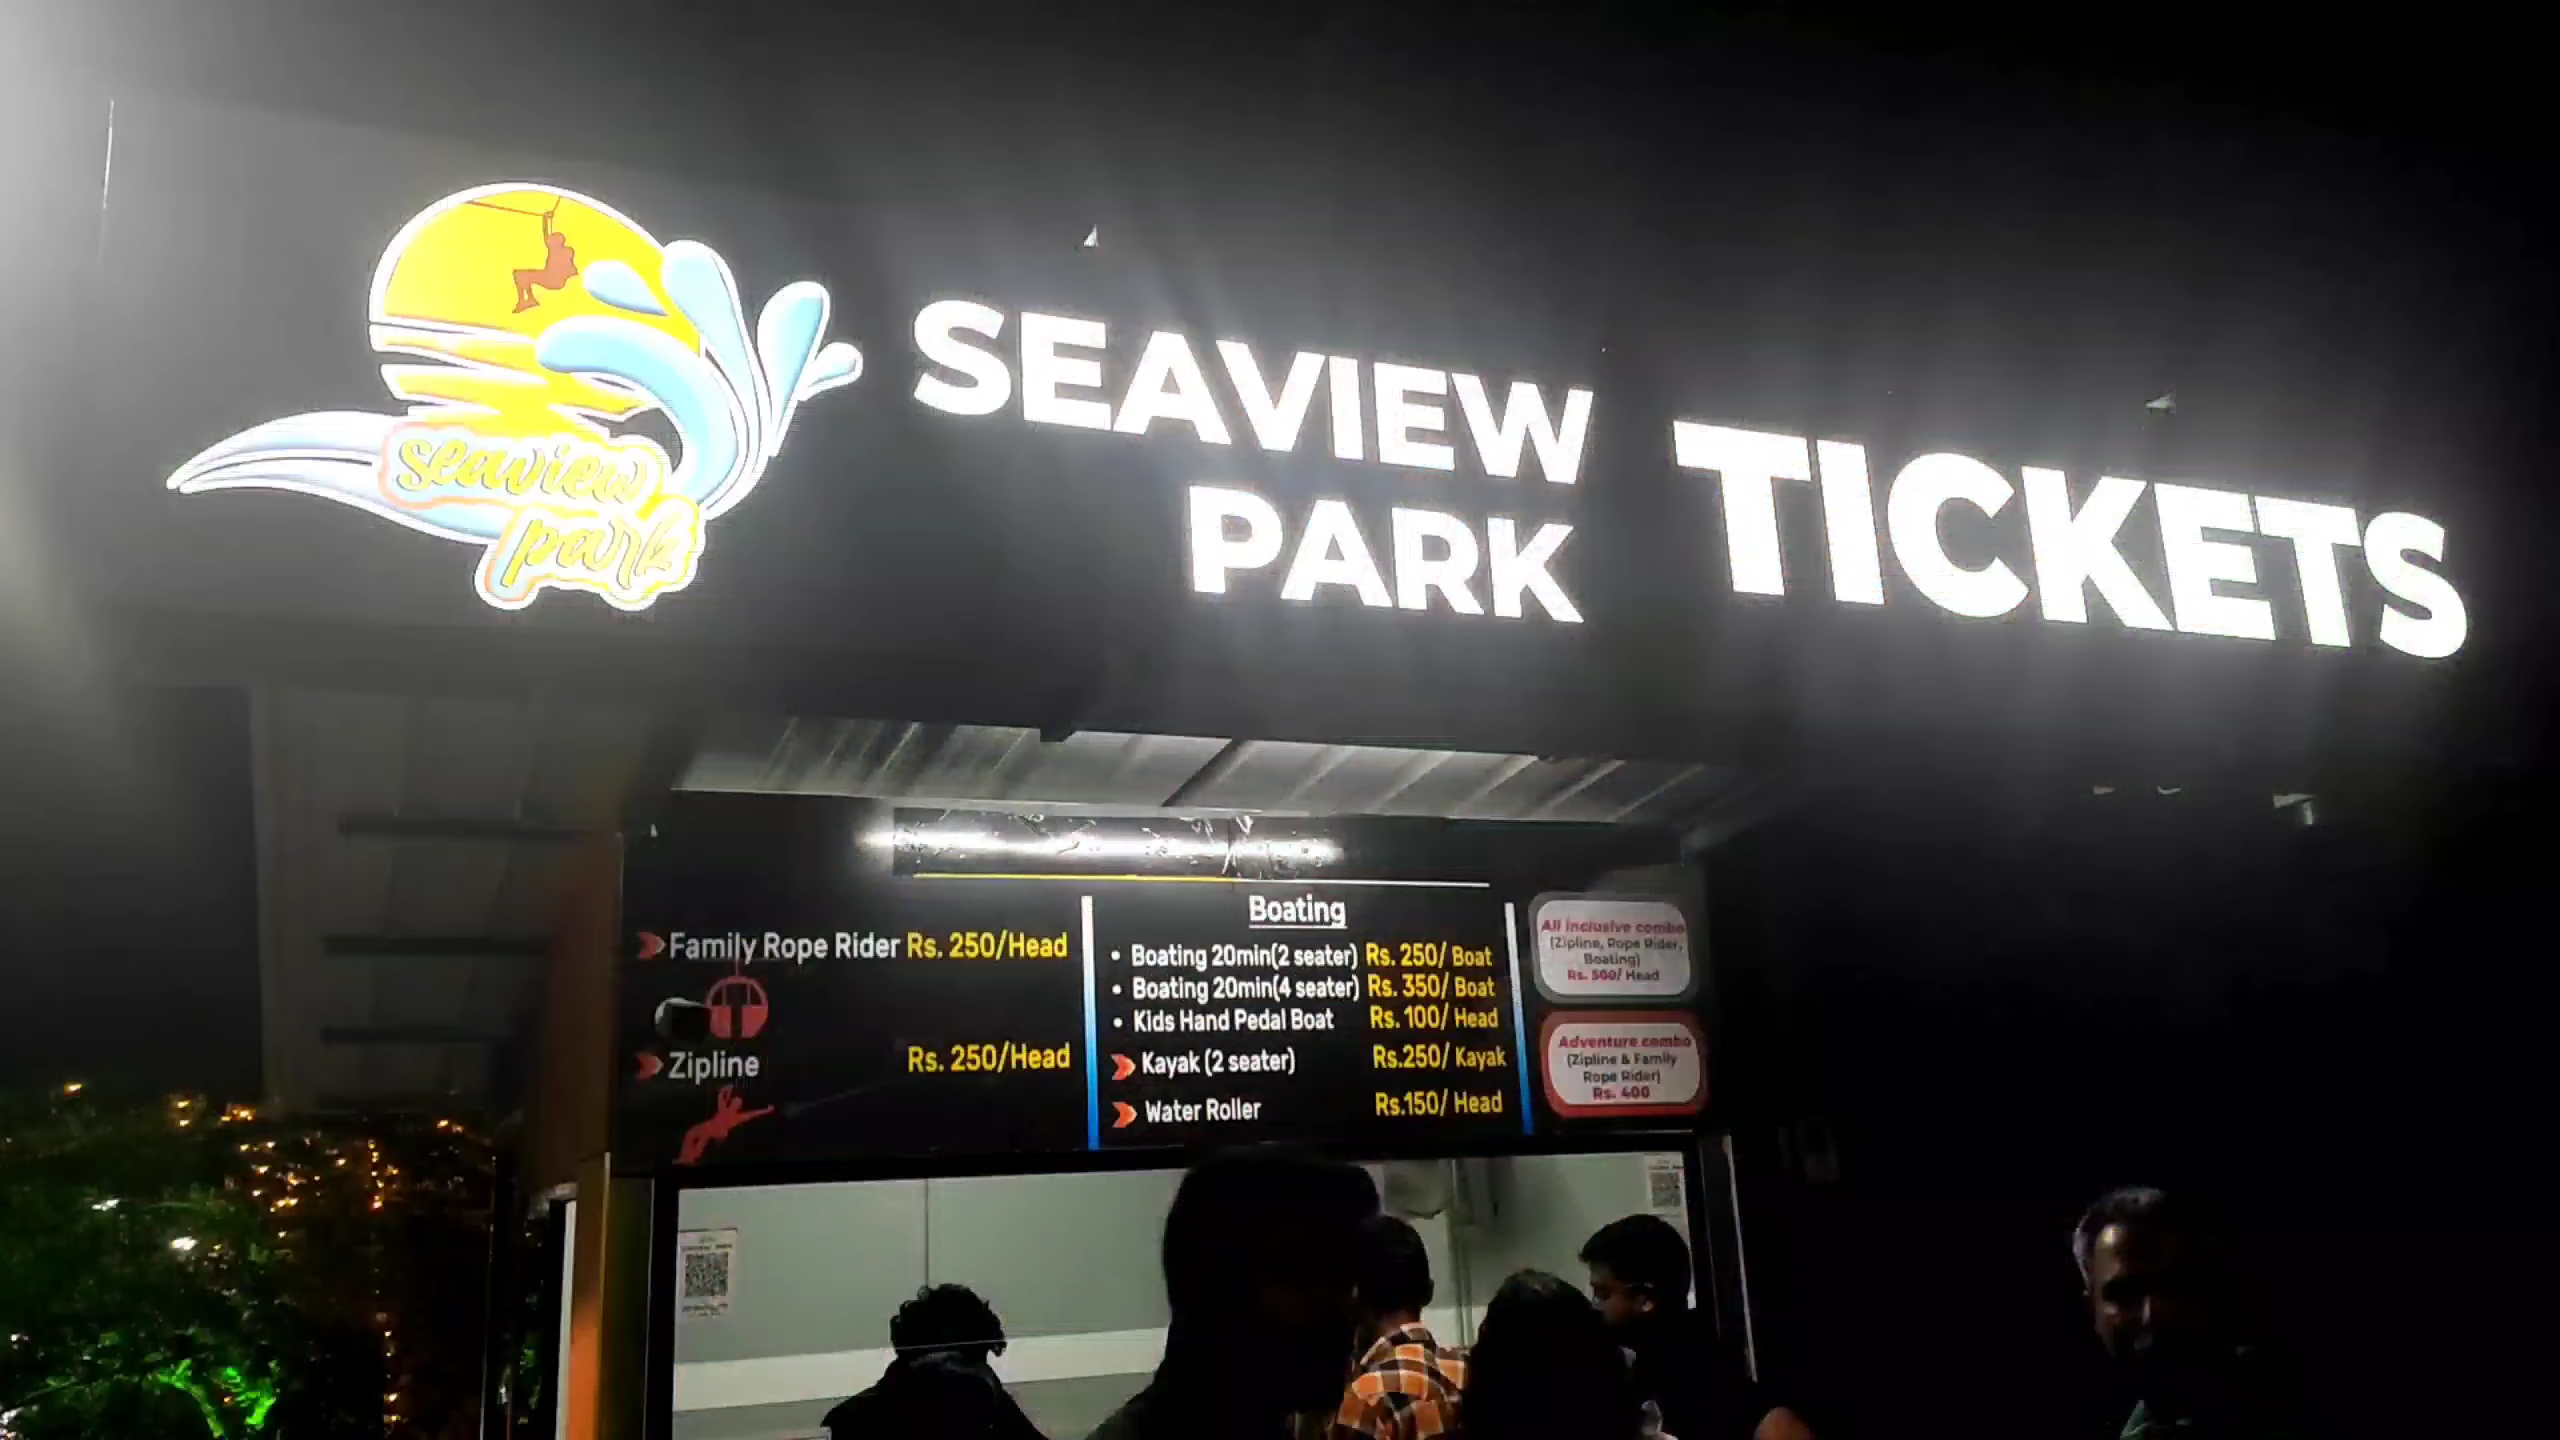 seaview
park
SEAVIEW
PARK
TICKETS
Family Rope Rider Rs. 250/Head
Zipline Rs. 250/Head
Boating
• Boating 20min(2 seater) Rs. 250/ Boat
• Boating 20min(4 seater) Rs. 350/ Boat
• Kids Hand Pedal Boat Rs. 100/ Head
Kayak (2 seater) Rs.250/ Kayak
Water Roller Rs.150/ Head
All inclusive combo
(Zipline, Rope Rider,
Boating)
Rs. 500/ Head
Adventure combo
(Zipline & Family
Rope Rider)
Rs. 400